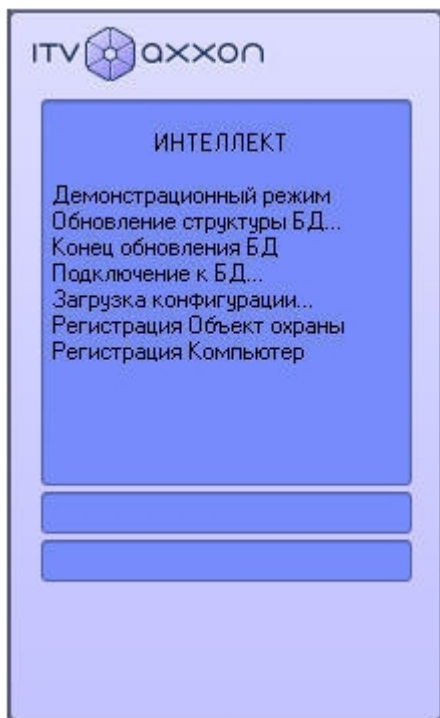 ITV axxon
ИНТЕЛЛЕКТ
Демонстрационный режим
Обновление структуры БД...
Конец обновления БД
Подключение к БД...
Загрузка конфигурации...
Регистрация Объект охраны
Регистрация Компьютер